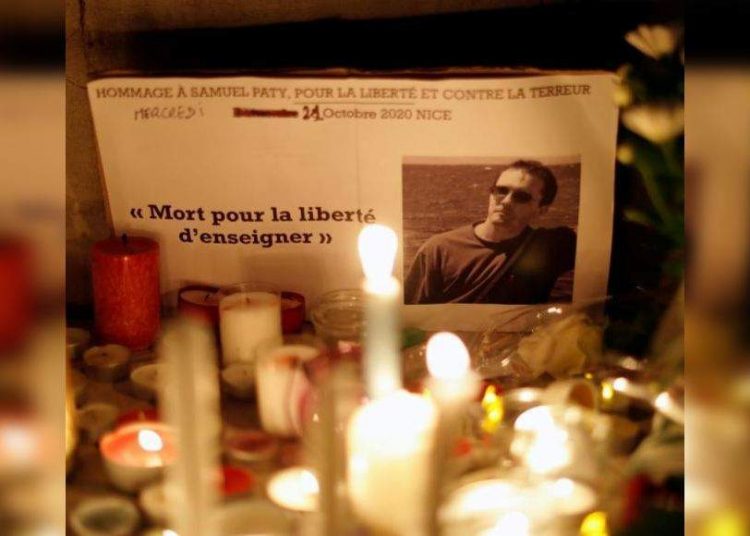 HOMMAGE À SAMUEL PATY, POUR LA LIBERTÉ ET CONTRE LA TERREUR
MERCREDI 21 Octobre 2020 NICE
« Mort pour la liberté
d'enseigner »